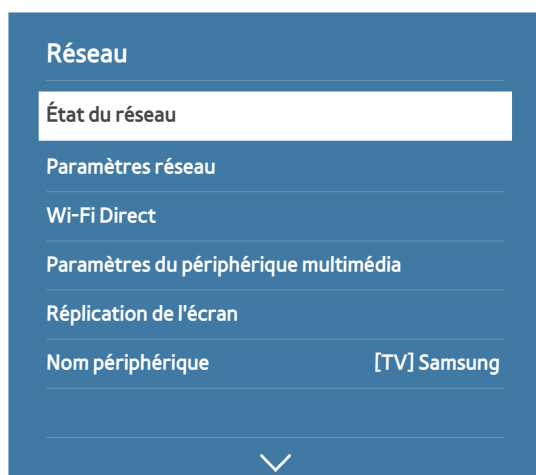 Réseau
État du réseau
Paramètres réseau
Wi-Fi Direct
Paramètres du périphérique multimédia
Réplication de l'écran
Nom périphérique [TV] Samsung